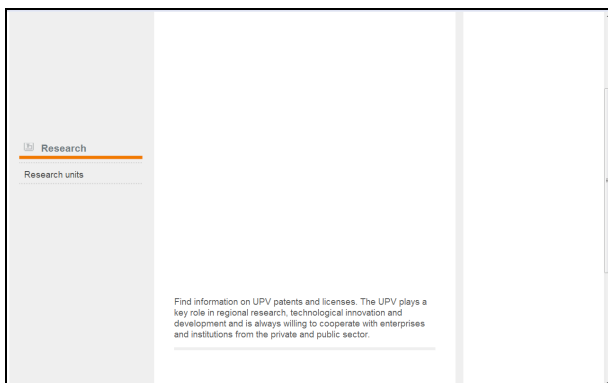 Research
Research units
Find information on UPV patents and licenses. The UPV plays a
key role in regional research, technological innovation and
development and is always willing to cooperate with enterprises
and institutions from the private and public sector.